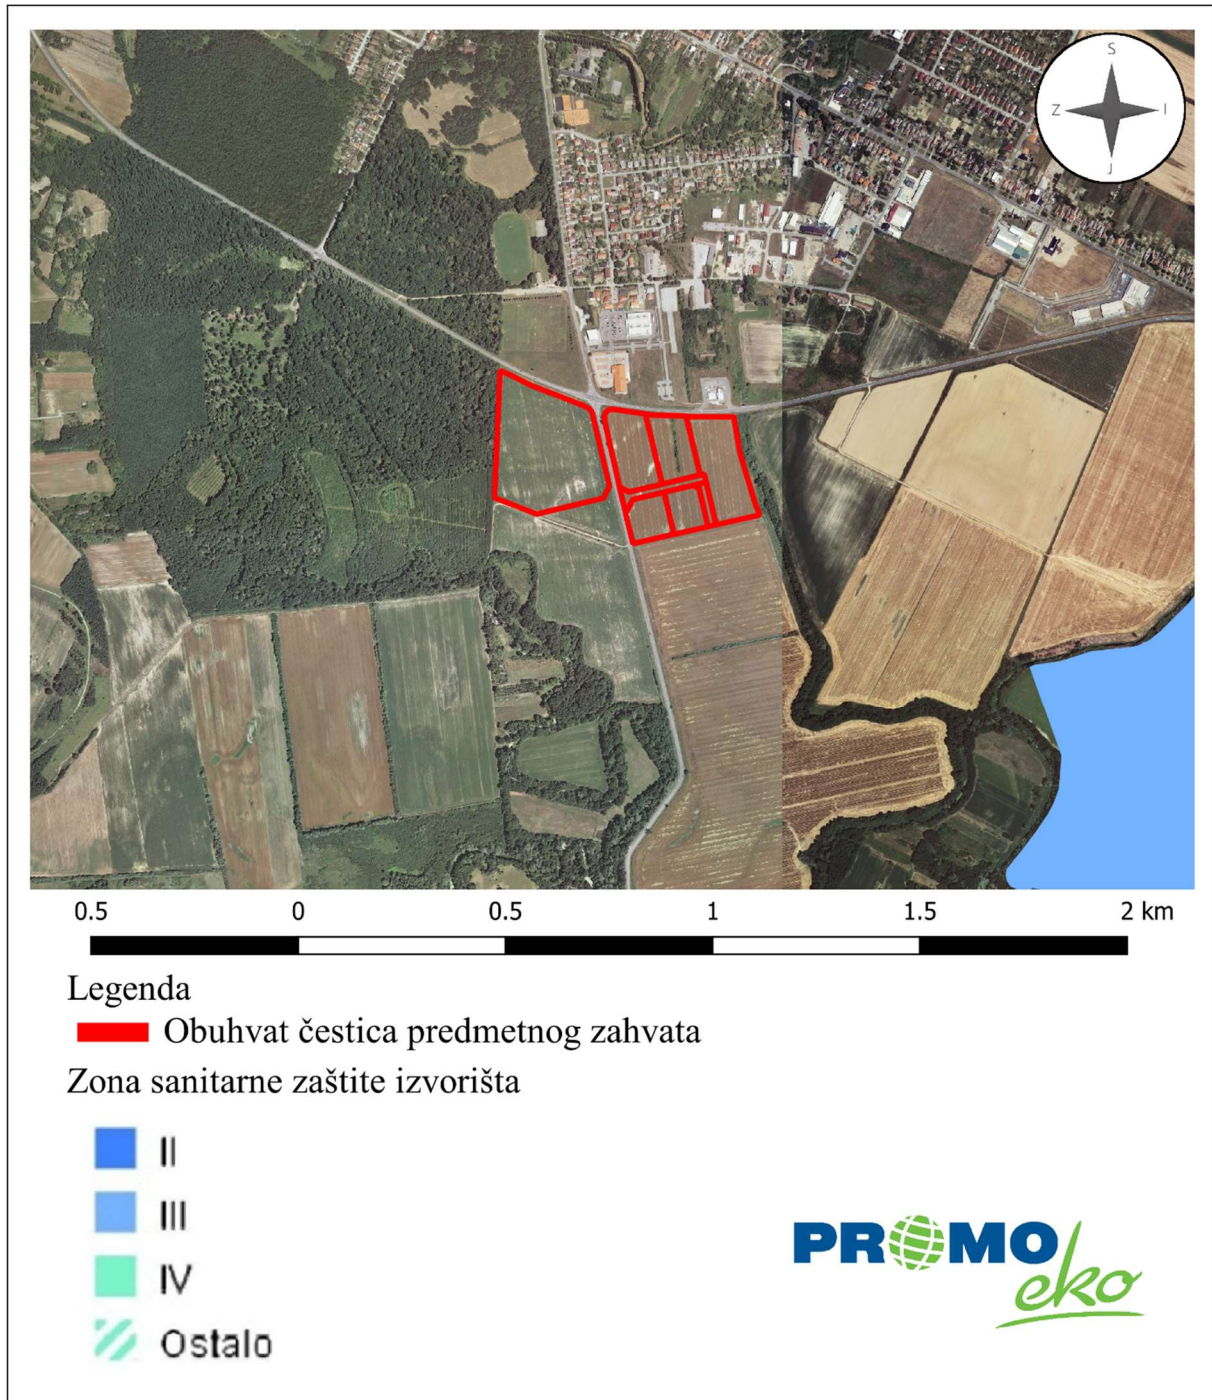 S
Z I
J
0.5 0 0.5 1 1.5 2 km
Legenda
Obuhvat čestica predmetnog zahvata
Zona sanitarne zaštite izvorišta
II
III
IV
Ostalo
PROMO
eko